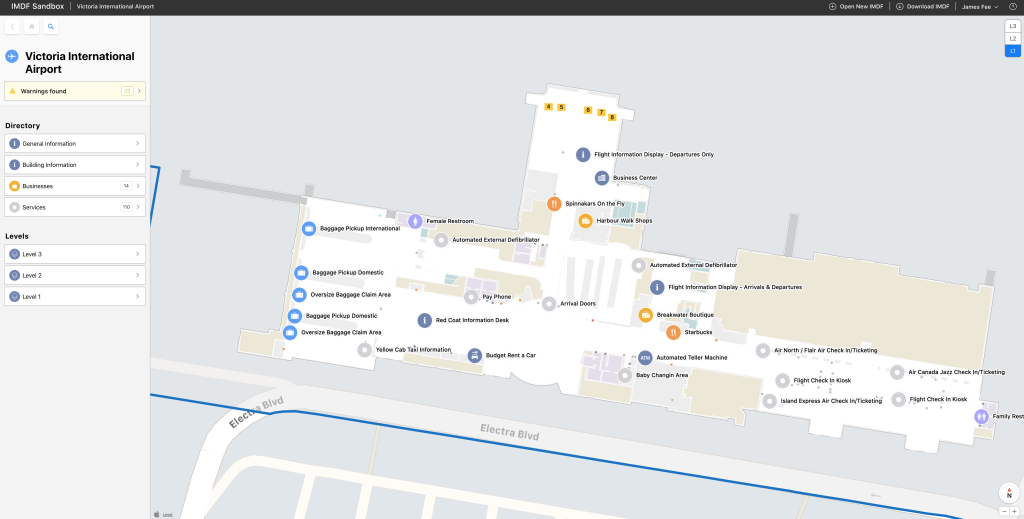 IMDF Sandbox
Victoria International Airport
Open New IMDF
Download IMDF
James Fee
Victoria International
Airport
Warnings found
Directory
General Information
Building Information
Businesses 14
Services 110
Levels
Level 3
Level 2
Level 1
L3
L2
L1
4 5 6 7 8
Flight Information Display - Departures Only
Business Center
Spinnakars On the Fly
Harbour Walk Shops
Female Restroom
Baggage Pickup International
Automated External Defibrillator
Automated External Defibrillator
Baggage Pickup Domestic
Flight Information Display - Arrivals & Departures
Oversize Baggage Claim Area
Pay Phone
Arrival Doors
Baggage Pickup Domestic
Red Coat Information Desk
Breakwater Boutique
Oversize Baggage Claim Area
Starbucks
Yellow Cab Taxi Information
Budget Rent a Car
ATM Automated Teller Machine
Air North / Flair Air Check In/Ticketing
Baby Changin Area
Air Canada Jazz Check In/Ticketing
Flight Check In Kiosk
Island Express Air Check In/Ticketing
Flight Check In Kiosk
Family Rest
Electra Blvd
Electra Blvd
N
Legal